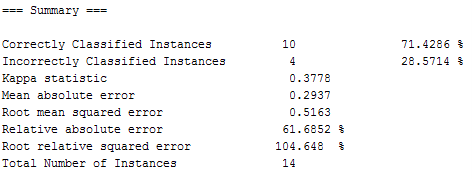 === Summary ===
Correctly Classified Instances 10 71.4286 %
Incorrectly Classified Instances 4 28.5714 %
Kappa statistic 0.3778
Mean absolute error 0.2937
Root mean squared error 0.5163
Relative absolute error 61.6852 %
Root relative squared error 104.648 %
Total Number of Instances 14